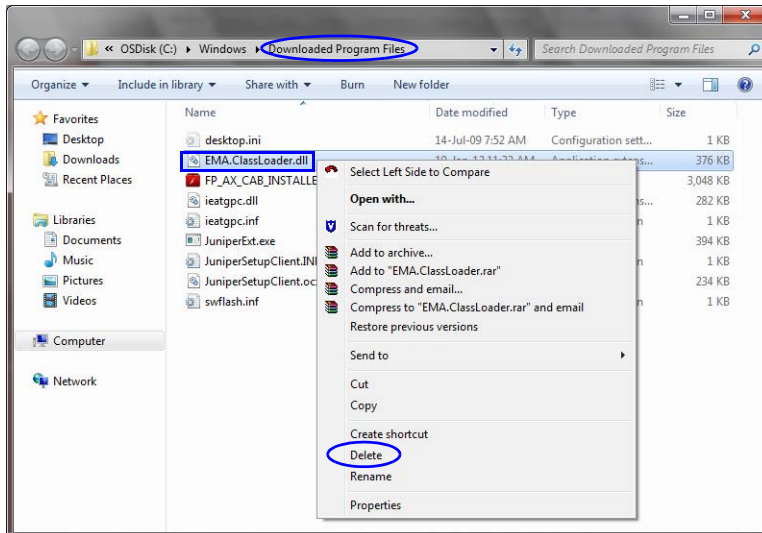 « OSDisk (C:) ▸ Windows ▸ Downloaded Program Files
Search Downloaded Program Files
Organize
Include in library
Share with
Burn
New folder
Name
Date modified
Type
Size
Favorites
Desktop
Downloads
Recent Places
Libraries
Documents
Music
Pictures
Videos
Computer
Network
desktop.ini 14-Jul-09 7:52 AM Configuration sett... 1 KB
EMA.ClassLoader.dll 376 KB
FP_AX_CAB_INSTALLE 3,048 KB
ieatgpc.dll 282 KB
ieatgpc.inf 1 KB
JuniperExt.exe 394 KB
JuniperSetupClient.INI 1 KB
JuniperSetupClient.oc 234 KB
swflash.inf 1 KB
Select Left Side to Compare
Open with...
Scan for threats...
Add to archive...
Add to "EMA.ClassLoader.rar"
Compress and email...
Compress to "EMA.ClassLoader.rar" and email
Restore previous versions
Send to
Cut
Copy
Create shortcut
Delete
Rename
Properties